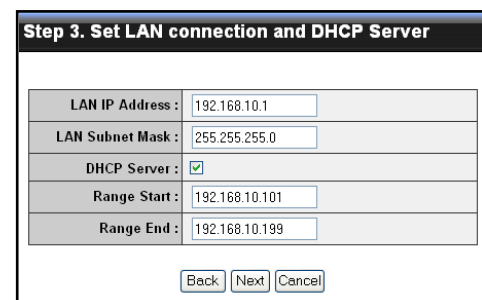 Step 3. Set LAN connection and DHCP Server
LAN IP Address : 192.168.10.1
LAN Subnet Mask : 255.255.255.0
DHCP Server :
Range Start : 192.168.10.101
Range End : 192.168.10.199
Back Next Cancel